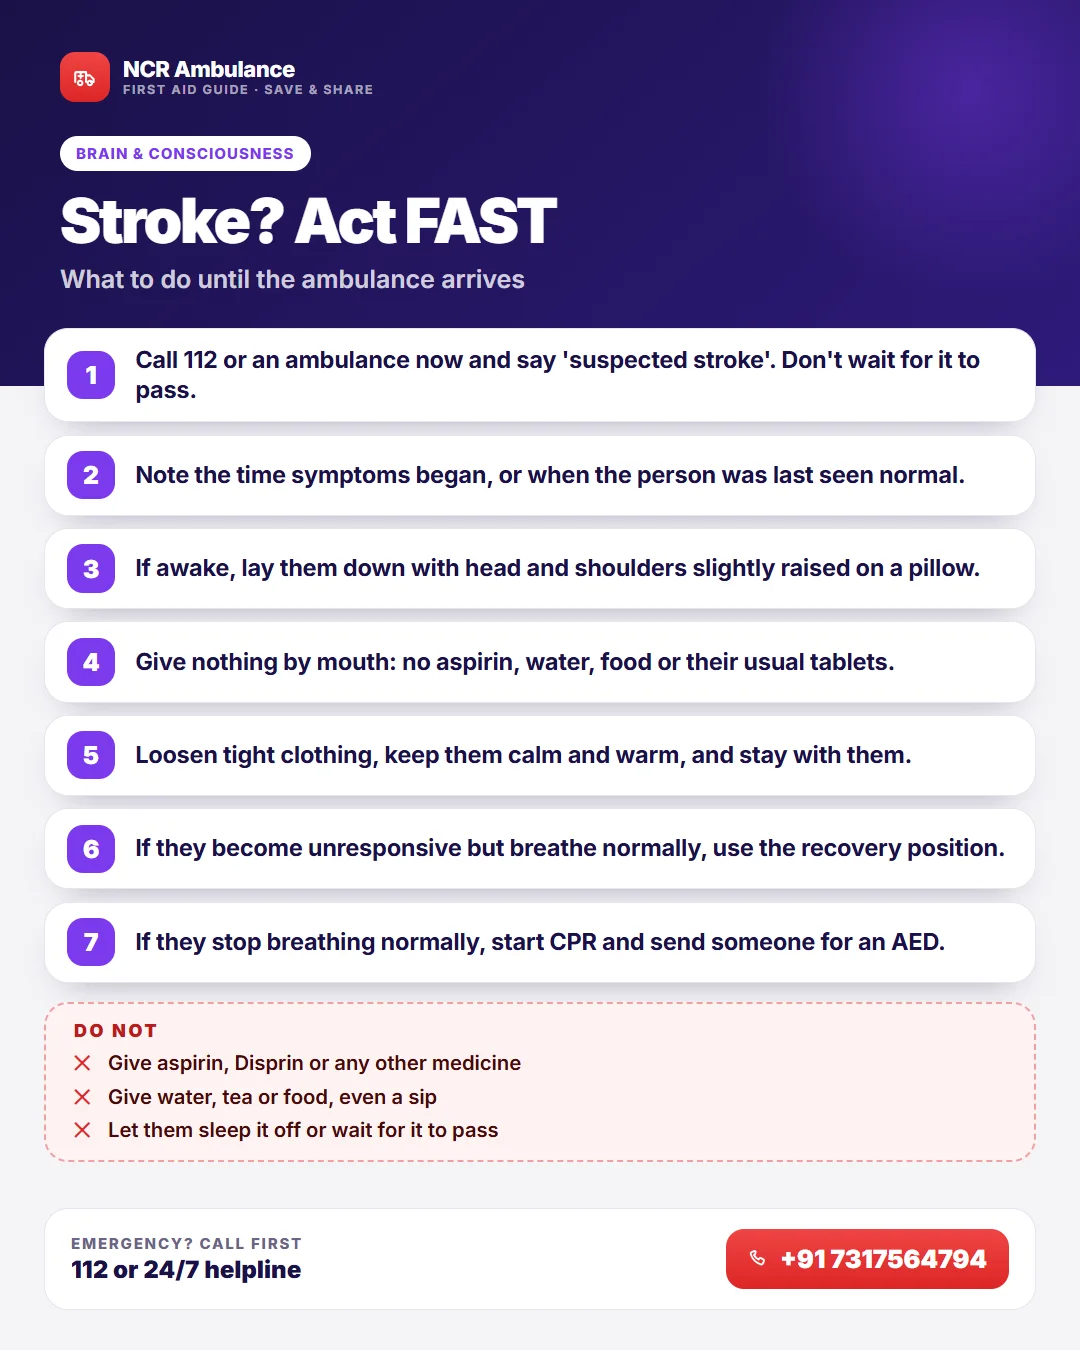 NCR Ambulance
FIRST AID GUIDE · SAVE & SHARE
BRAIN & CONSCIOUSNESS
Stroke? Act FAST
What to do until the ambulance arrives
1 Call 112 or an ambulance now and say 'suspected stroke'. Don't wait for it to
pass.
2 Note the time symptoms began, or when the person was last seen normal.
3 If awake, lay them down with head and shoulders slightly raised on a pillow.
4 Give nothing by mouth: no aspirin, water, food or their usual tablets.
5 Loosen tight clothing, keep them calm and warm, and stay with them.
6 If they become unresponsive but breathe normally, use the recovery position.
7 If they stop breathing normally, start CPR and send someone for an AED.
DO NOT
Give aspirin, Disprin or any other medicine
Give water, tea or food, even a sip
Let them sleep it off or wait for it to pass
EMERGENCY? CALL FIRST
112 or 24/7 helpline
+91 7317564794